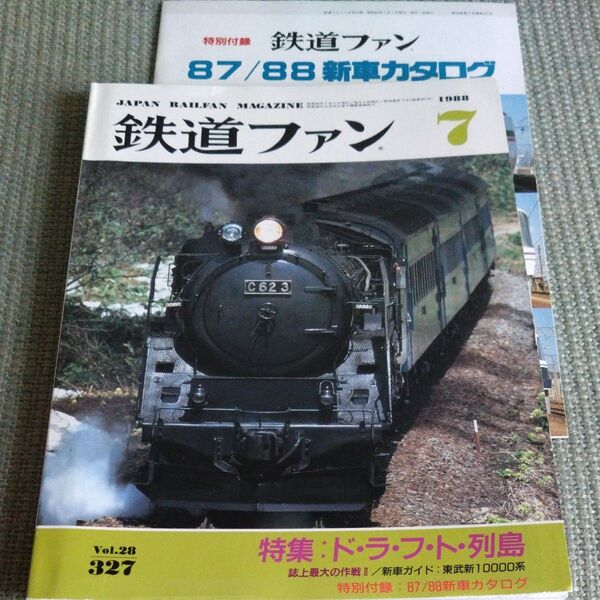 特別付録 鉄道ファン
87/88 新車カタログ
JAPAN RAILFAN MAGAZINE
1988
鉄道ファン 7
C62 3
特集:ド・ラ・フ・ト・列島
誌上最大の作戦Ⅱ/新車ガイド:東武新10000系
特別付録:87/88新車カタログ
Vol.28
327